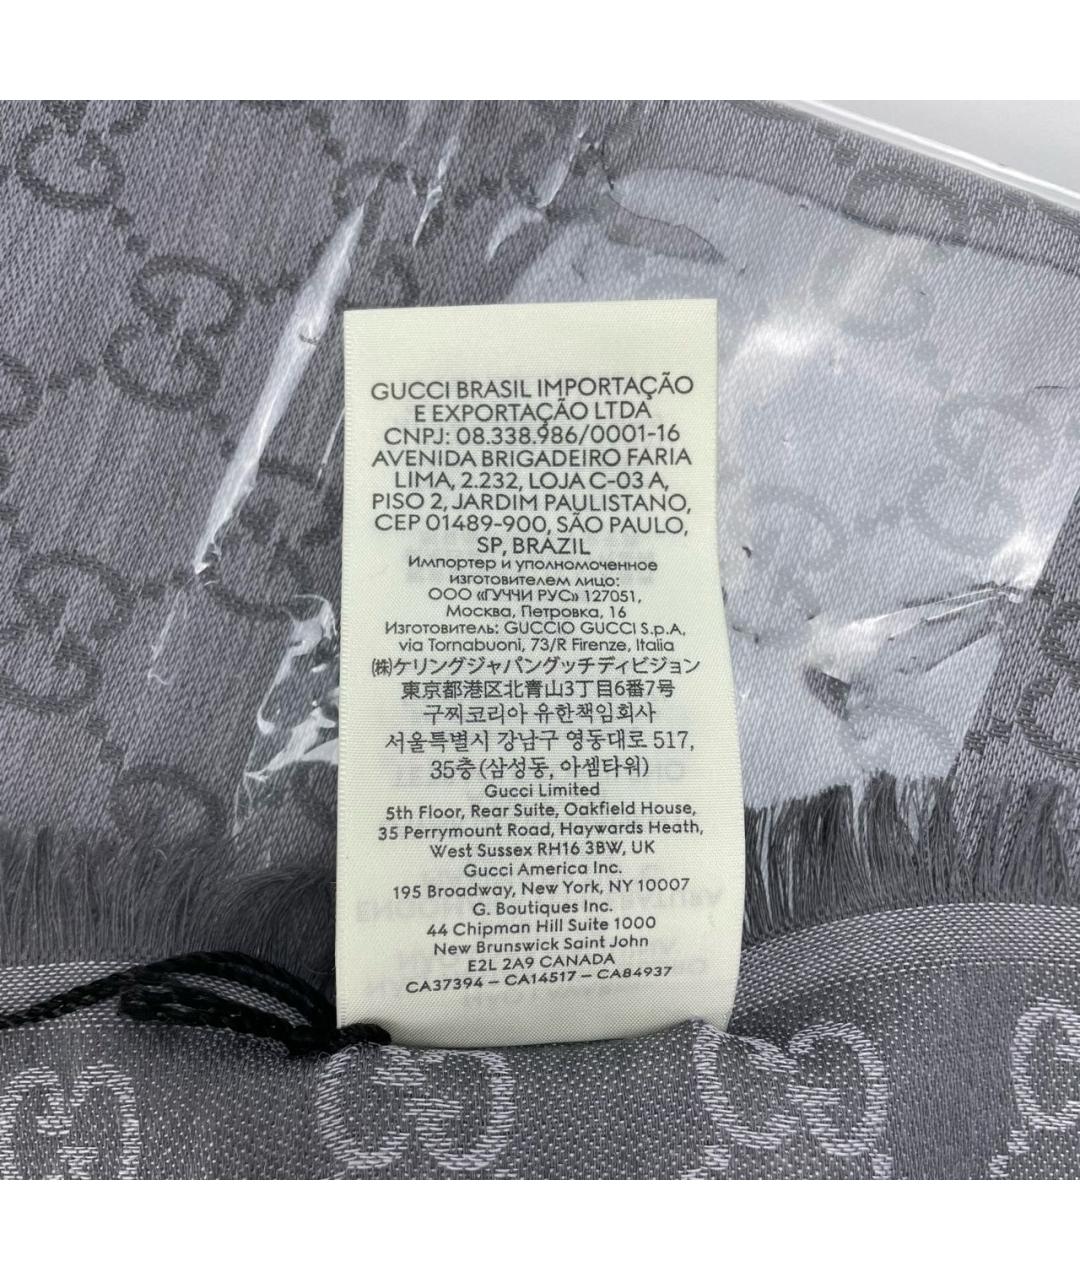 GUCCI BRASIL IMPORTAÇÃO
E EXPORTAÇÃO LTDA
CNPJ: 08.338.986/0001-16
AVENIDA BRIGADEIRO FARIA
LIMA, 2.232, LOJA C-03 A,
PISO 2, JARDIM PAULISTANO,
CEP 01489-900, SÃO PAULO,
SP, BRAZIL
Импортер и уполномоченное
изготовителем лицо:
ООО «ГУЧЧИ РУС» 127051,
Москва, Петровка, 16
Изготовитель: GUCCIO GUCCI S.p.A,
via Tornabuoni, 73/R Firenze, Italia
㈱ケリングジャパングッチディビジョン
東京都港区北青山3丁目6番7号
구찌코리아 유한책임회사
서울특별시 강남구 영동대로 517,
35층(삼성동, 아셈타워)
Gucci Limited
5th Floor, Rear Suite, Oakfield House,
35 Perrymount Road, Haywards Heath,
West Sussex RH16 3BW, UK
Gucci America Inc.
195 Broadway, New York, NY 10007
G. Boutiques Inc.
44 Chipman Hill Suite 1000
New Brunswick Saint John
E2L 2A9 CANADA
CA37394 – CA14517 – CA84937